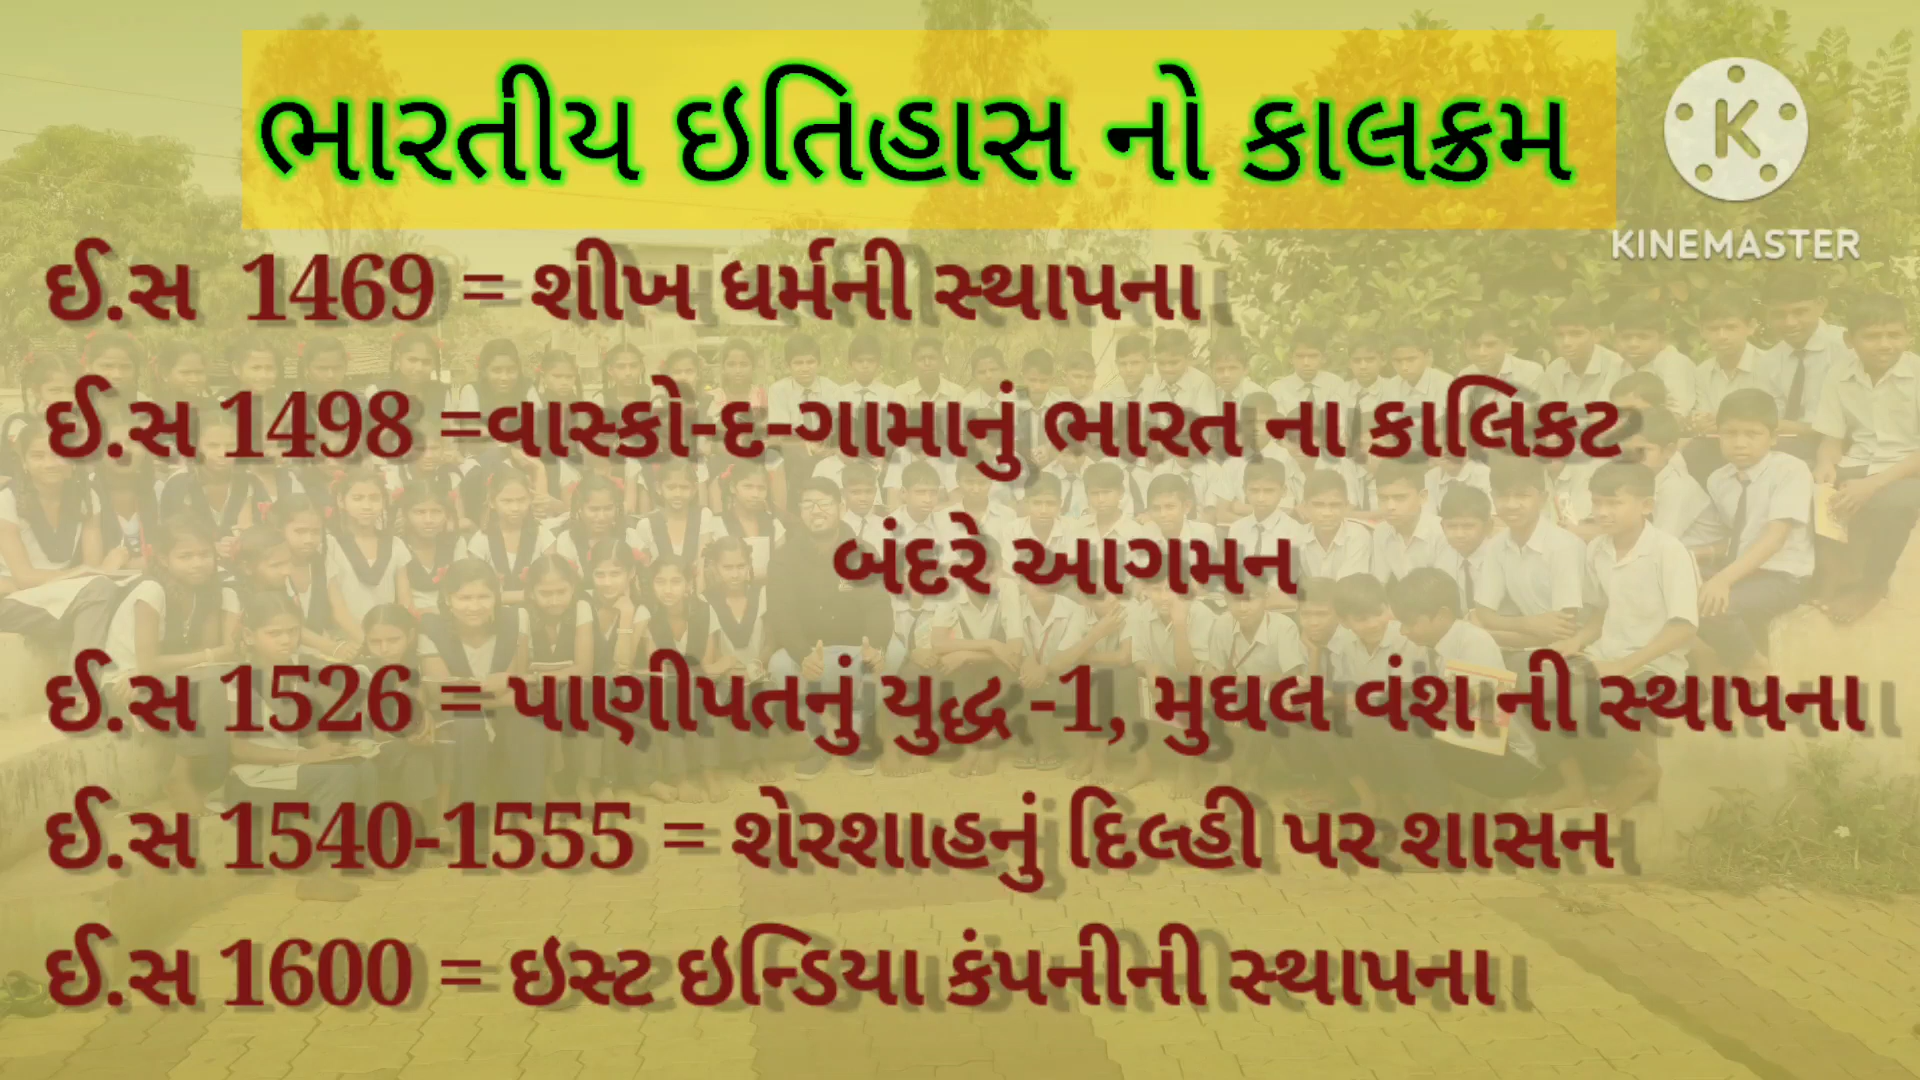 ભારતીય ઇતિહાસ નો કાલક્રમ
KINEMASTER
ઈ.સ 1469 = શીખ ધર્મની સ્થાપના
ઈ.સ 1498 =વાસ્કો-દ-ગામાનું ભારત ના કાલિકટ
બંદરે આગમન
ઈ.સ 1526 = પાણીપતનું યુદ્ધ -1, મુઘલ વંશ ની સ્થાપના
ઈ.સ 1540-1555 = શેરશાહનું દિલ્હી પર શાસન
ઈ.સ 1600 = ઇસ્ટ ઇન્ડિયા કંપનીની સ્થાપના